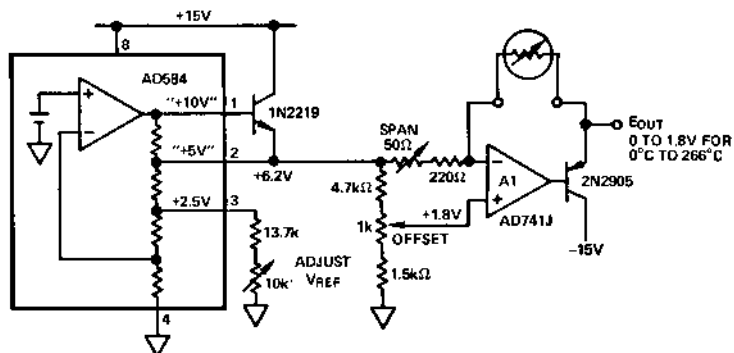 +15V
8
AD584
"+10V"
1
1N2219
+
−
"+5V"
2
+6.2V
+2.5V
3
13.7k
10k
ADJUST
VREF
4
SPAN
50Ω
220Ω
4.7kΩ
1k
OFFSET
+1.8V
1.5kΩ
−
A1
+
AD741J
EOUT
0 TO 1.8V FOR
0°C TO 266°C
2N2905
−15V